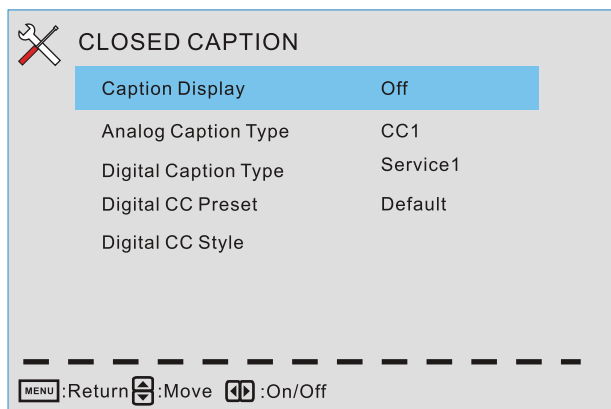 CLOSED CAPTION
Caption Display Off
Analog Caption Type CC1
Digital Caption Type Service1
Digital CC Preset Default
Digital CC Style
MENU :Return :Move :On/Off